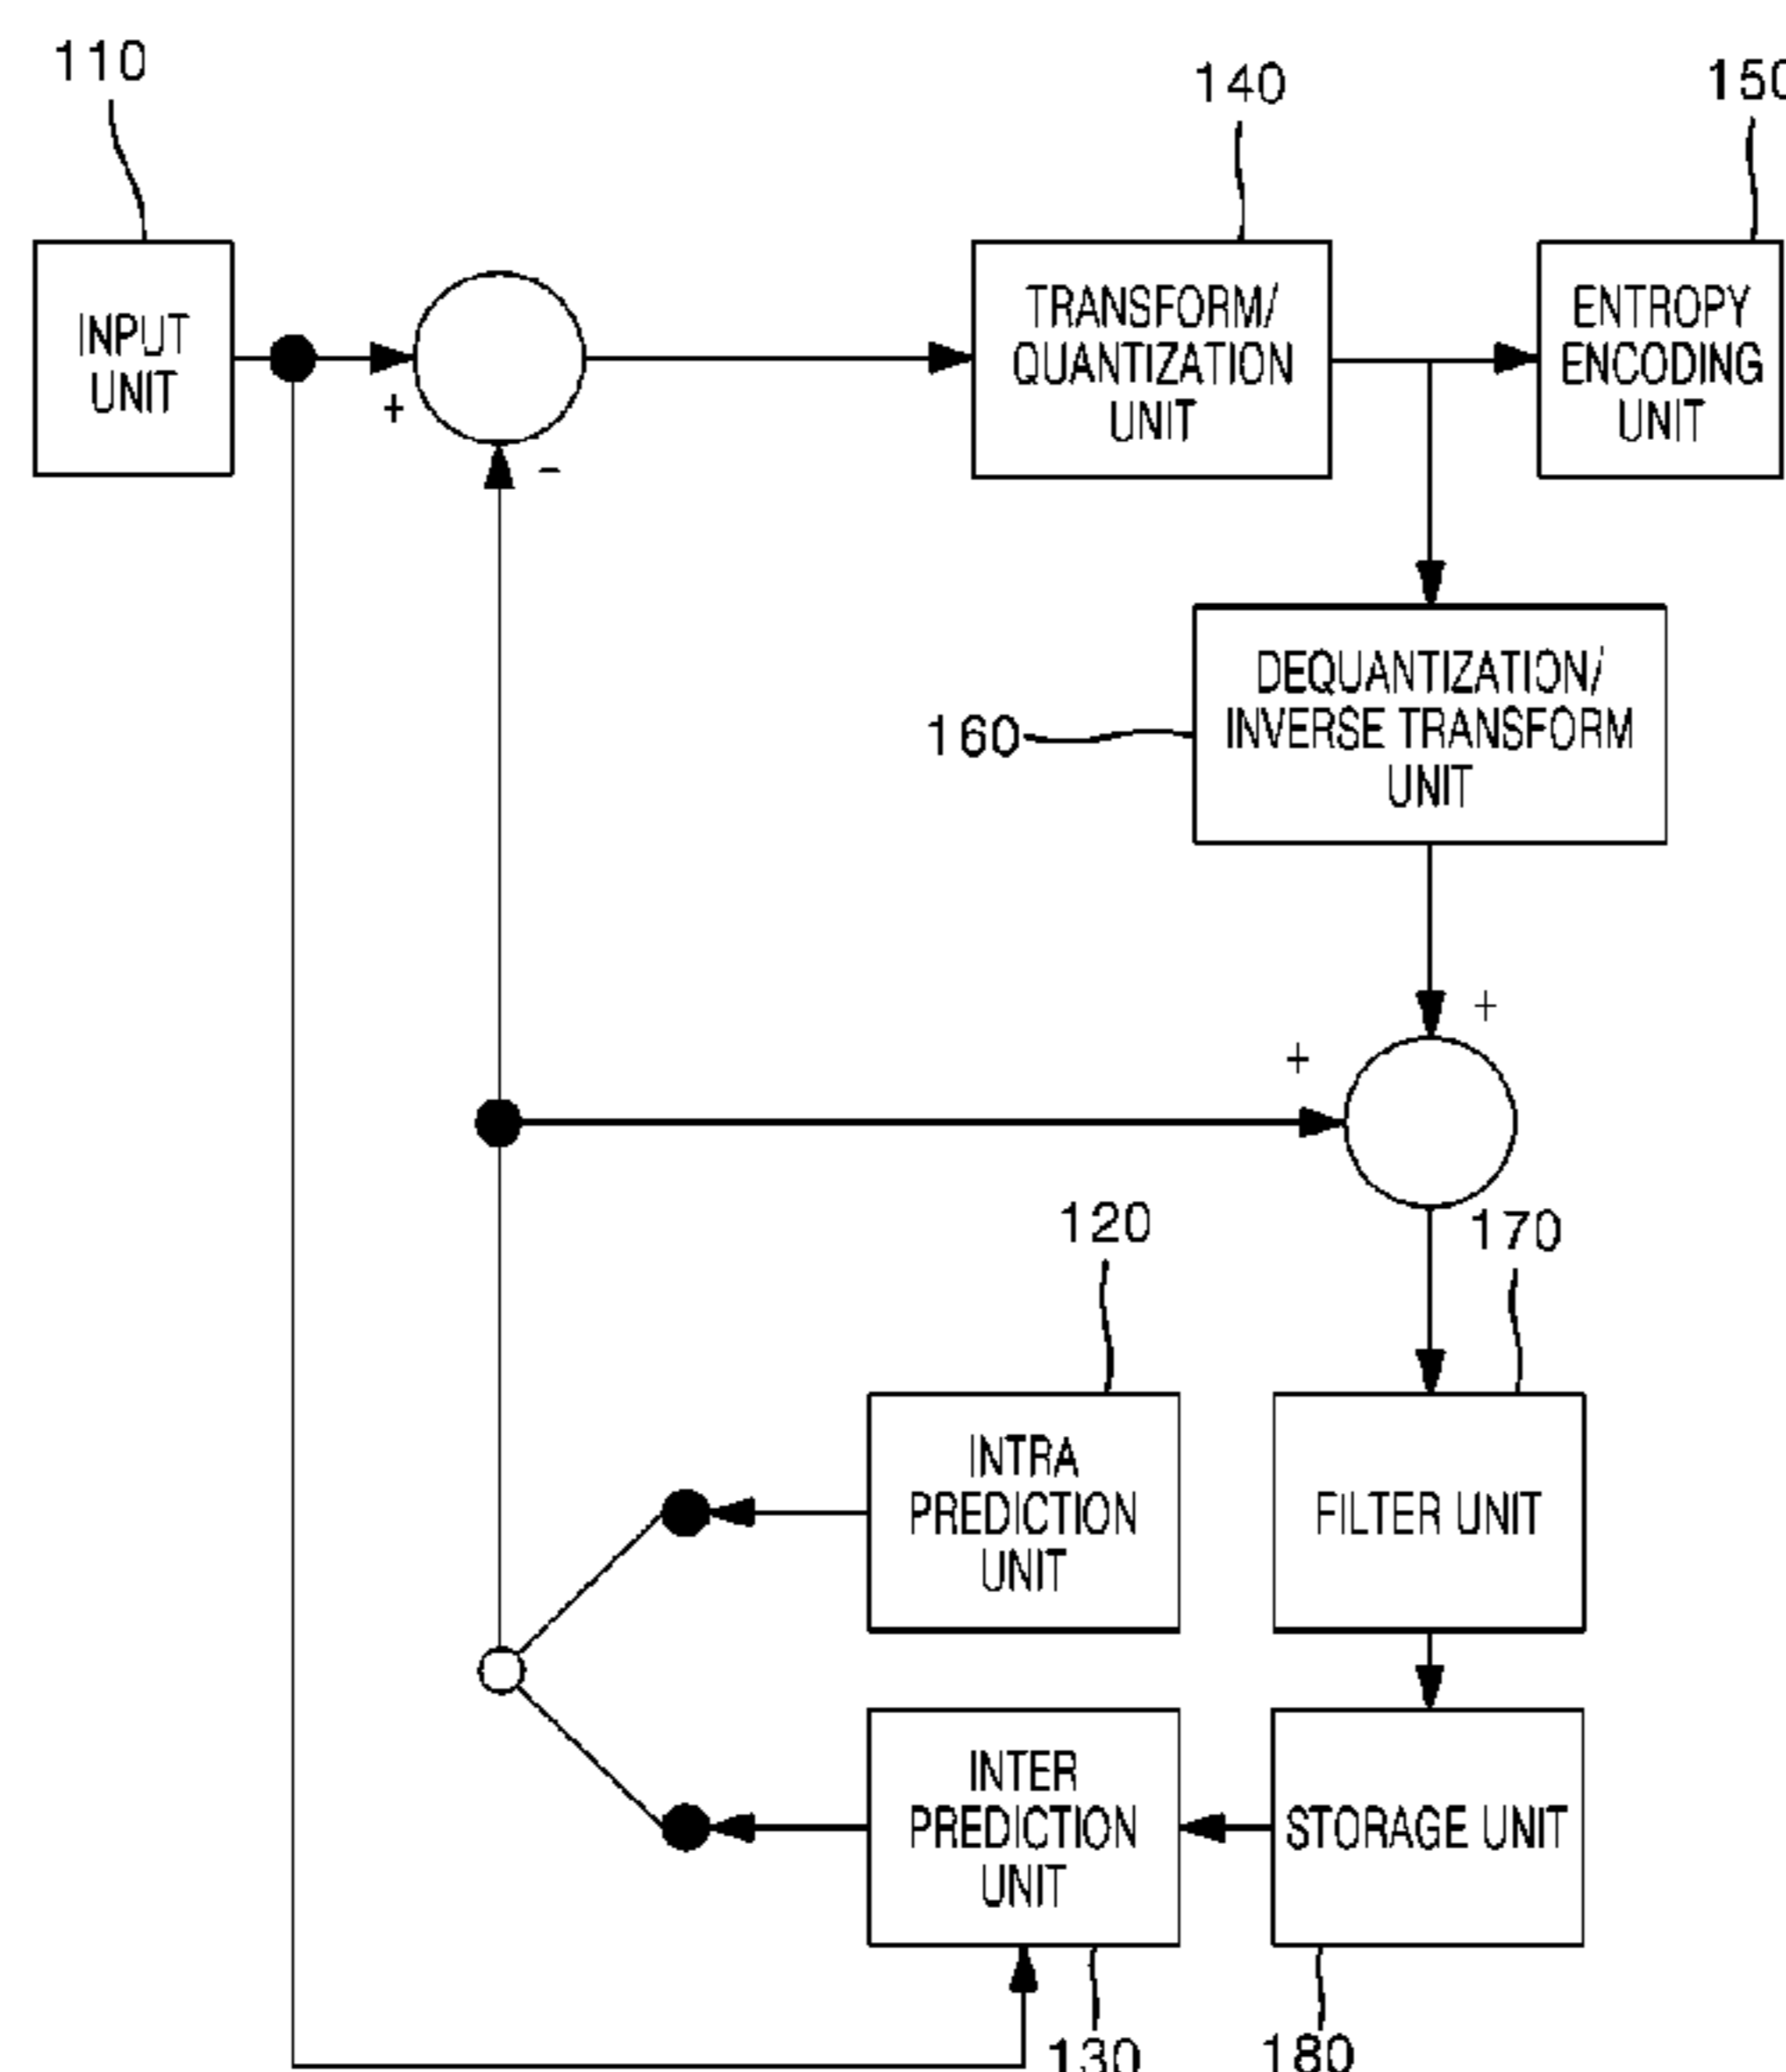 110
140
150
INPUT
UNIT
+
-
TRANSFORM/
QUANTIZATION
UNIT
ENTROPY
ENCODING
UNIT
160
DEQUANTIZATION/
INVERSE TRANSFORM
UNIT
+
+
120
170
INTRA
PREDICTION
UNIT
FILTER UNIT
INTER
PREDICTION
UNIT
STORAGE UNIT
130
180